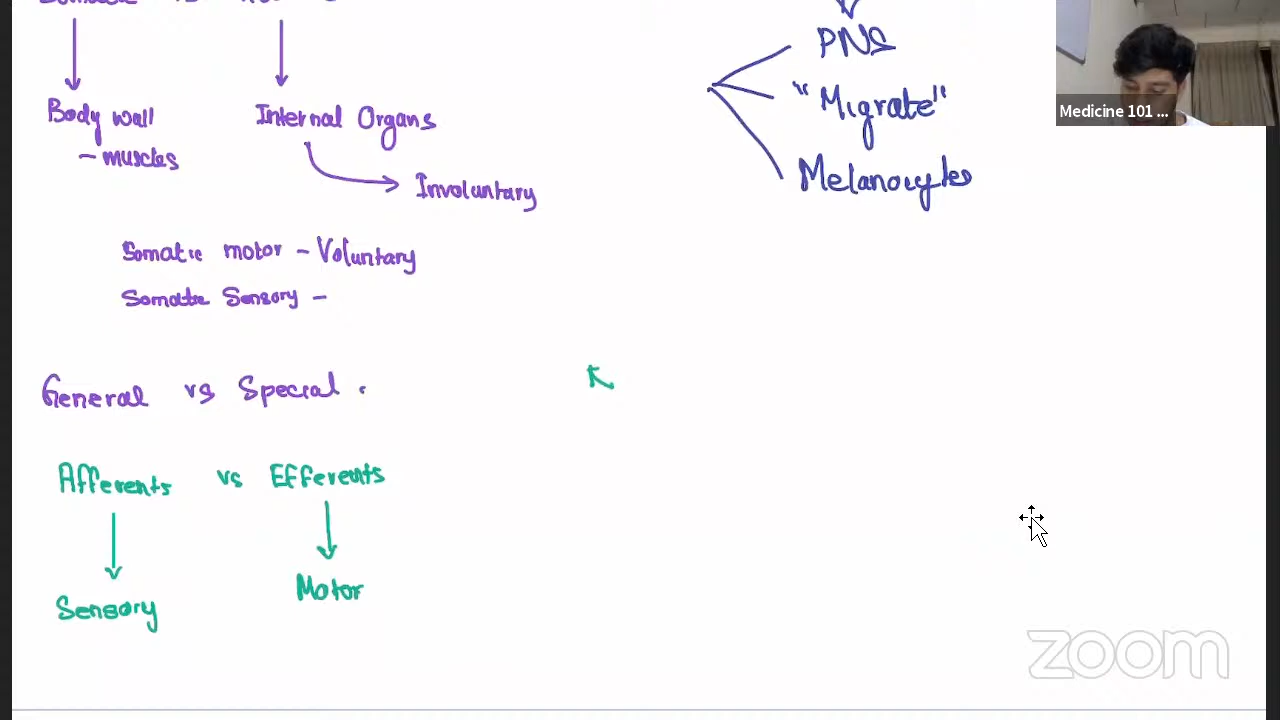 PNS
"Migrate"
Melanocytes
Medicine 101 ...
Body wall
- muscles
Internal Organs
Involuntary
Somatic motor - Voluntary
Somatic Sensory -
General vs Special
Afferents vs Efferents
Sensory
Motor
zoom